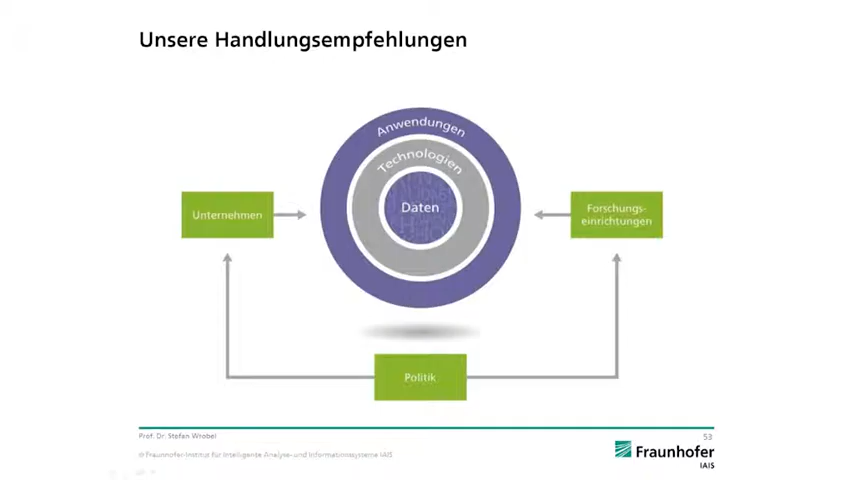 Unsere Handlungsempfehlungen
Anwendungen
Technologien
Daten
Unternehmen
Forschungs-
einrichtungen
Politik
Prof. Dr. Stefan Wrobel
53
© Fraunhofer-Institut für Intelligente Analyse- und Informationssysteme IAIS
Fraunhofer
IAIS